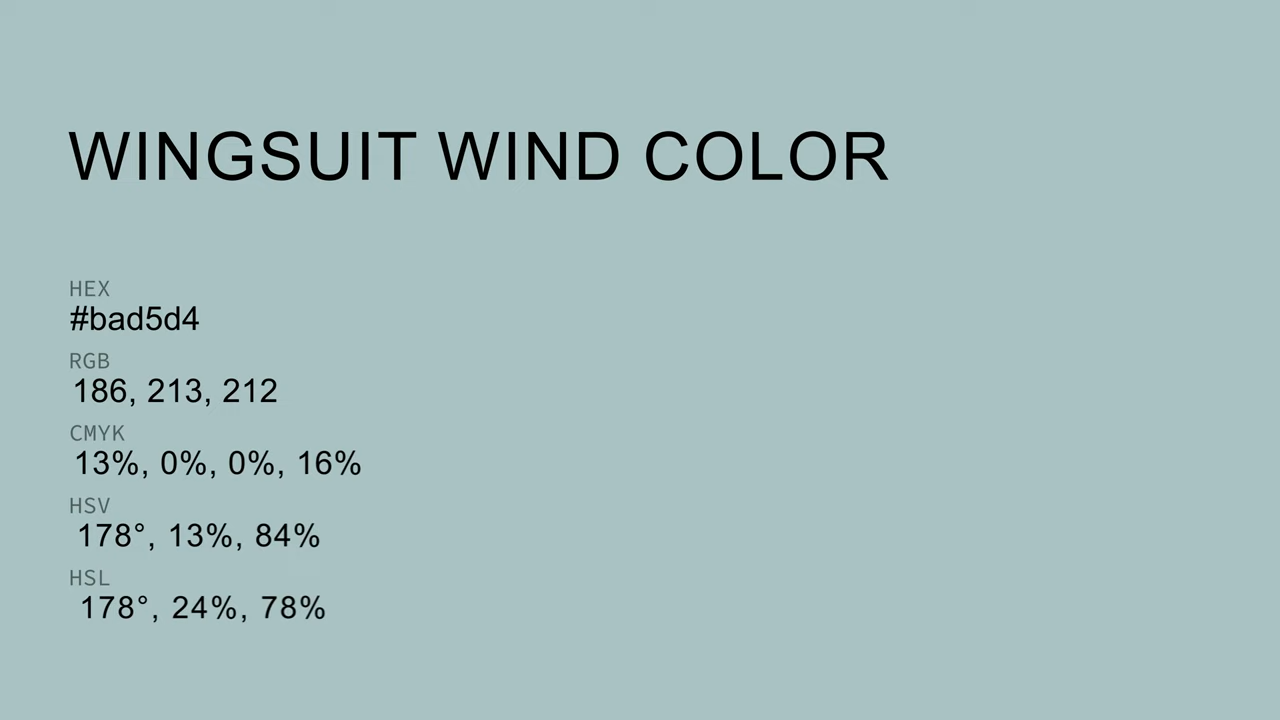 WINGSUIT WIND COLOR
HEX
#bad5d4
RGB
186, 213, 212
CMYK
13%, 0%, 0%, 16%
HSV
178°, 13%, 84%
HSL
178°, 24%, 78%